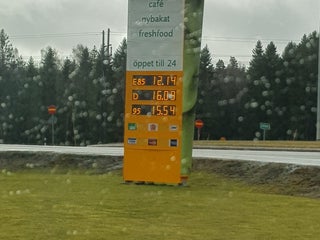 café
nybakat
freshfood
öppet till 24
E85 12.14
D 16.08
95 15.54